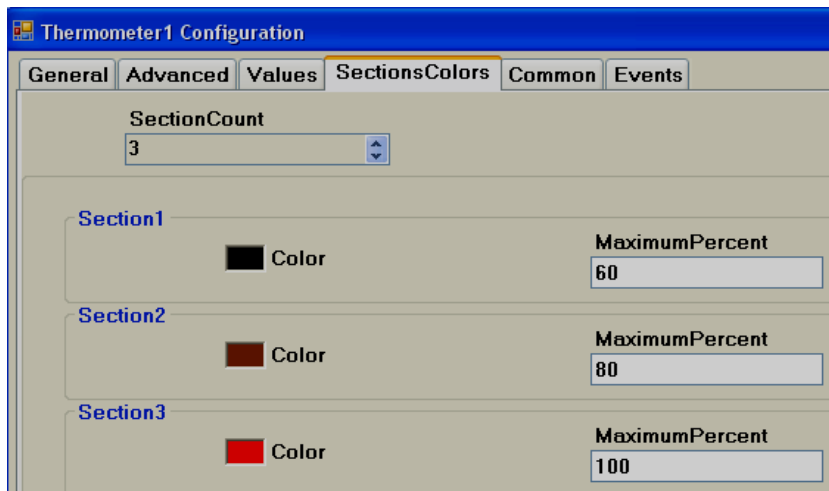 Thermometer1 Configuration
General Advanced Values SectionsColors Common Events
SectionCount
3
Section1
Color
MaximumPercent
60
Section2
Color
MaximumPercent
80
Section3
Color
MaximumPercent
100